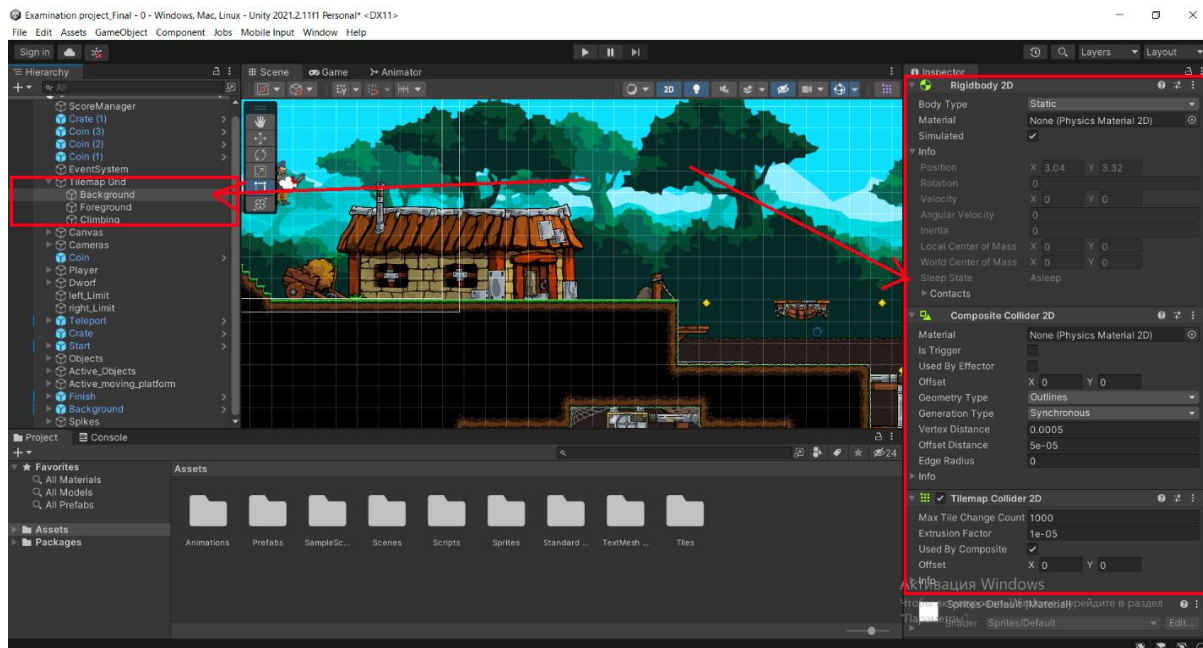 Examination project_Final - 0 - Windows, Mac, Linux - Unity 2021.2.11f1 Personal* <DX11>
File Edit Assets GameObject Component Jobs Mobile Input Window Help
Sign in
Layers
Layout
Hierarchy
All
ScoreManager
Crate (1)
Coin (3)
Coin (2)
Coin (1)
EventSystem
Tilemap Grid
Background
Foreground
Climbing
Canvas
Cameras
Coin
Player
Dworf
left_Limit
right_Limit
Teleport
Crate
Start
Objects
Active_Objects
Active_moving_platform
Finish
Background
Spikes
Scene Game Animator
2D
Inspector
Rigidbody 2D
Body Type Static
Material None (Physics Material 2D)
Simulated
Info
Position X 3.04 Y 3.32
Rotation 0
Velocity X 0 Y 0
Angular Velocity 0
Inertia 0
Local Center of Mass X 0 Y 0
World Center of Mass X 0 Y 0
Sleep State Asleep
Contacts
Composite Collider 2D
Material None (Physics Material 2D)
Is Trigger
Used By Effector
Offset X 0 Y 0
Geometry Type Outlines
Generation Type Synchronous
Vertex Distance 0.0005
Offset Distance 5e-05
Edge Radius 0
Info
Tilemap Collider 2D
Max Tile Change Count 1000
Extrusion Factor 1e-05
Used By Composite
Offset X 0 Y 0
Info
Активация Windows
перейдите в раздел
"Параметры".
Sprites-Default (Material)
Shader Sprites/Default
Edit...
Project Console
24
Favorites
All Materials
All Models
All Prefabs
Assets
Packages
Assets
Animations Prefabs SampleSc... Scenes Scripts Sprites Standard ... TextMesh ... Tiles